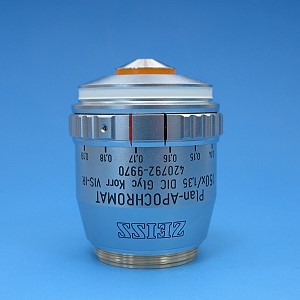 ZEISS
Plan-APOCHROMAT
150x/1.35 DIC Glyc Korr VIS-IR
420792-9970
0.15 0.16 0.17 0.18 0.19